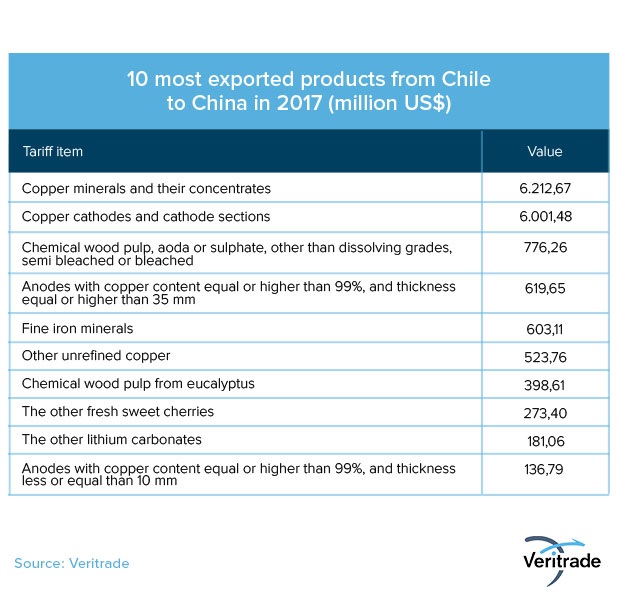 10 most exported products from Chile
to China in 2017 (million US$)
Tariff item Value
Copper minerals and their concentrates 6.212,67
Copper cathodes and cathode sections 6.001,48
Chemical wood pulp, aoda or sulphate, other than dissolving grades, 776,26
semi bleached or bleached
Anodes with copper content equal or higher than 99%, and thickness 619,65
equal or higher than 35 mm
Fine iron minerals 603,11
Other unrefined copper 523,76
Chemical wood pulp from eucalyptus 398,61
The other fresh sweet cherries 273,40
The other lithium carbonates 181,06
Anodes with copper content equal or higher than 99%, and thickness 136,79
less or equal than 10 mm
Source: Veritrade
Veritrade